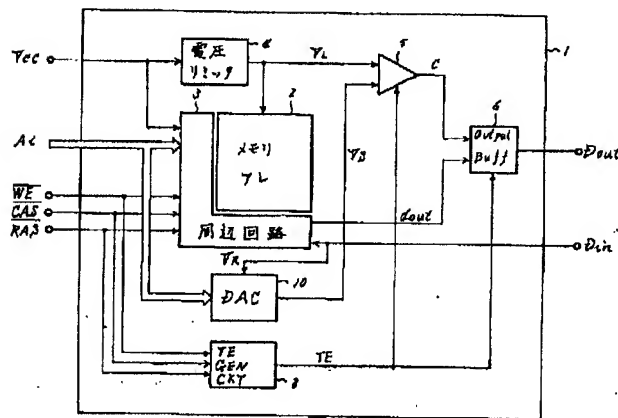 電圧
リミッタ
4
VL
5
C
1
VCC
3
2
6
Ai
メモリ
アレ
VB
Output
Buff
Dout
WE
CAS
RAS
周辺回路
dout
Din
VR
10
DAC
TE
GEN
CKT
TE
8